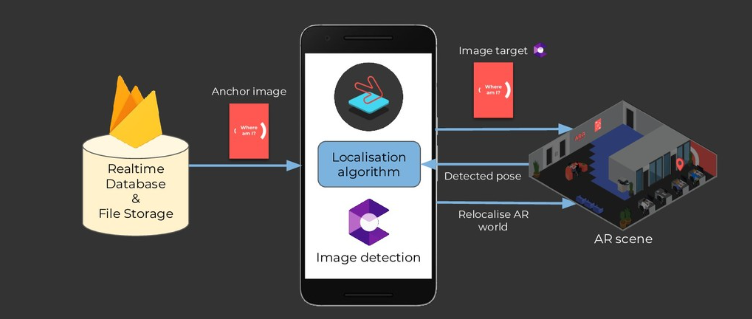 Realtime
Database
&
File Storage
Anchor image
Where
am I?
Localisation
algorithm
Image detection
Image target
Where
am I?
Detected pose
Relocalise AR
world
AR scene